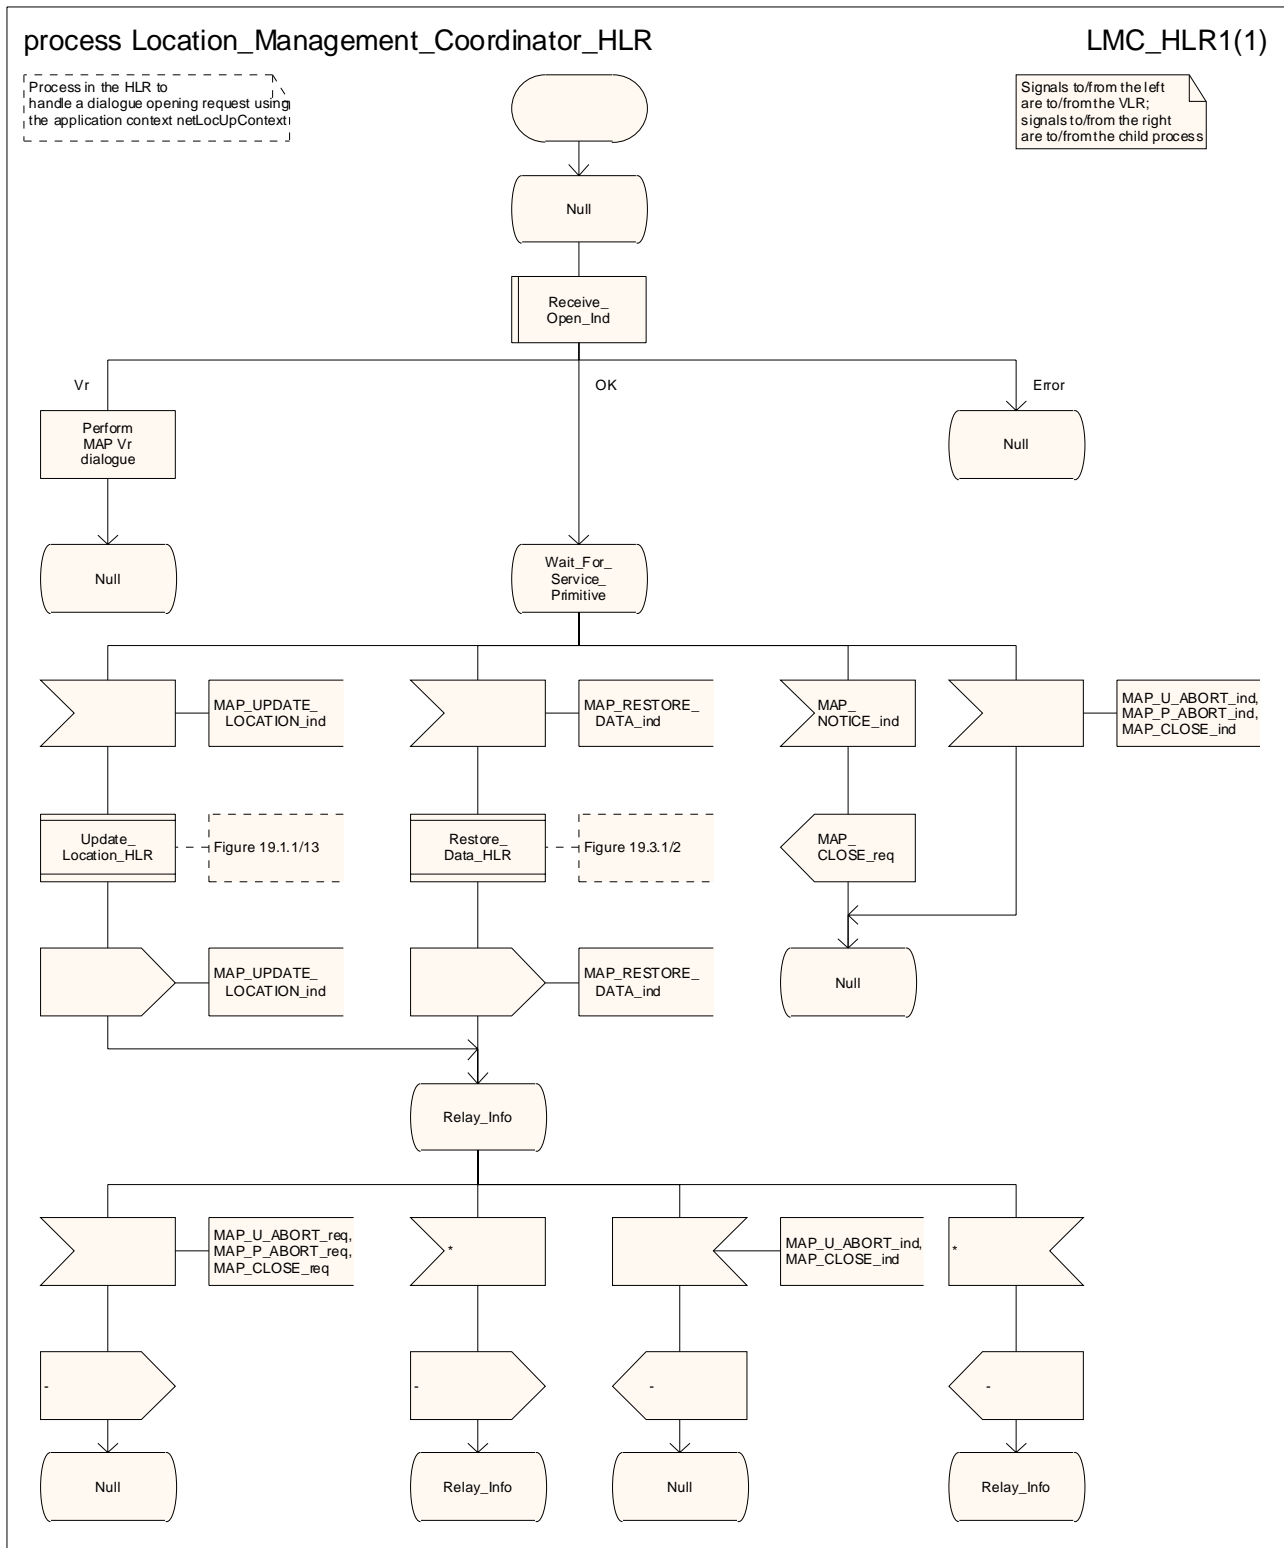 process Location_Management_Coordinator_HLR
LMC_HLR1(1)
Process in the HLR to
handle a dialogue opening request using
the application context netLocUpContext
Signals to/from the left
are to/from the VLR;
signals to/from the right
are to/from the child process
Null
Receive_
Open_Ind
Vr
OK
Error
Perform
MAP Vr
dialogue
Null
Null
Wait_For_
Service_
Primitive
MAP_UPDATE_
LOCATION_ind
MAP_RESTORE_
DATA_ind
MAP_
NOTICE_ind
MAP_U_ABORT_ind,
MAP_P_ABORT_ind,
MAP_CLOSE_ind
Update_
Location_HLR
Figure 19.1.1/13
Restore_
Data_HLR
Figure 19.3.1/2
MAP_
CLOSE_req
MAP_UPDATE_
LOCATION_ind
MAP_RESTORE_
DATA_ind
Null
Relay_Info
MAP_U_ABORT_req,
MAP_P_ABORT_req,
MAP_CLOSE_req
*
MAP_U_ABORT_ind,
MAP_CLOSE_ind
*
-
-
-
-
Null
Relay_Info
Null
Relay_Info